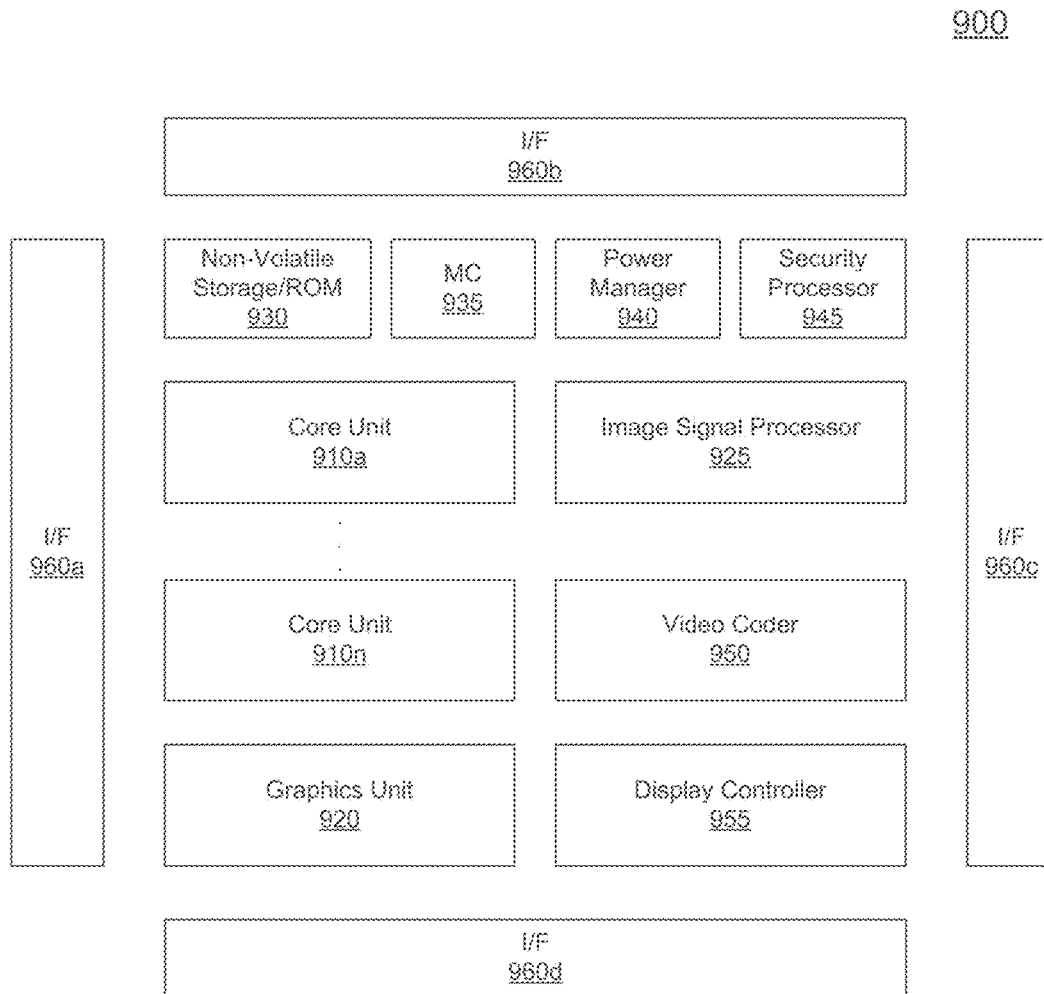 900
I/F
960b
Non-Volatile
Storage/ROM
930
MC
935
Power
Manager
940
Security
Processor
945
I/F
960a
Core Unit
910a
Image Signal Processor
925
I/F
960c
Core Unit
910n
Video Coder
950
Graphics Unit
920
Display Controller
955
I/F
960d